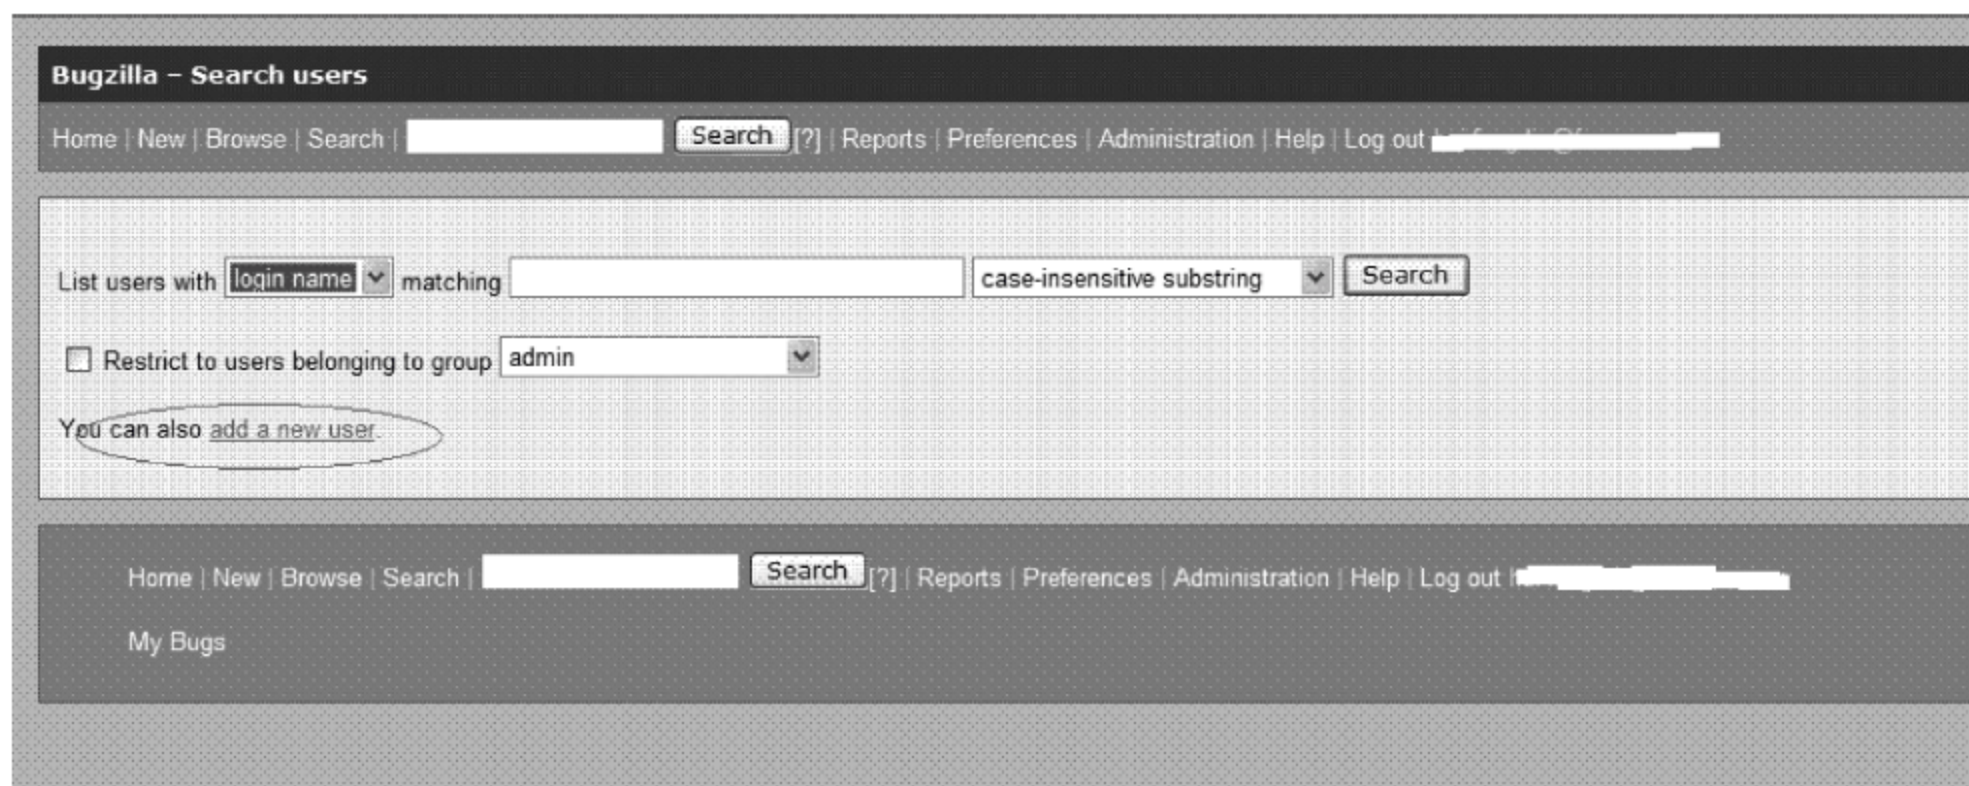 Bugzilla – Search users
Home | New | Browse | Search | Search [?] | Reports | Preferences | Administration | Help | Log out
List users with login name matching case-insensitive substring Search
Restrict to users belonging to group admin
You can also add a new user.
Home | New | Browse | Search | Search [?] | Reports | Preferences | Administration | Help | Log out
My Bugs